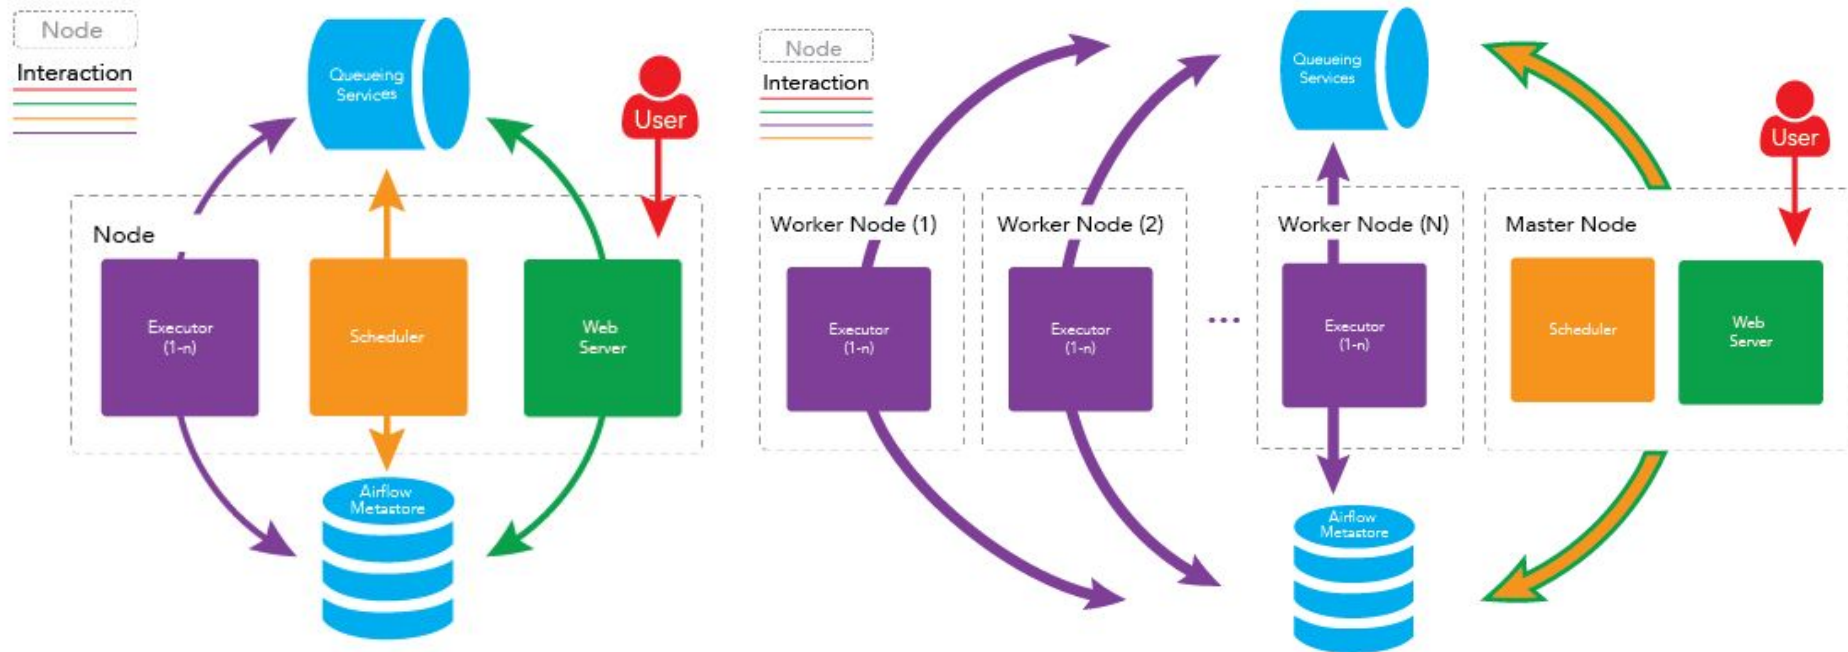 Node
Interaction
Queueing
Services
User
Node
Executor
(1-n)
Scheduler
Web
Server
Airflow
Metastore
Node
Interaction
Queueing
Services
User
Worker Node (1)
Worker Node (2)
Worker Node (N)
Master Node
Executor
(1-n)
Executor
(1-n)
...
Executor
(1-n)
Scheduler
Web
Server
Airflow
Metastore